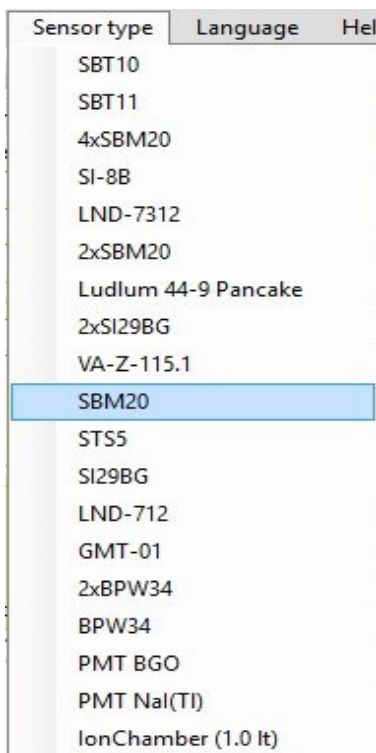 Sensor type Language Hel
SBT10
SBT11
4xSBM20
SI-8B
LND-7312
2xSBM20
Ludlum 44-9 Pancake
2xSI29BG
VA-Z-115.1
SBM20
STS5
SI29BG
LND-712
GMT-01
2xBPW34
BPW34
PMT BGO
PMT NaI(Tl)
IonChamber (1.0 lt)